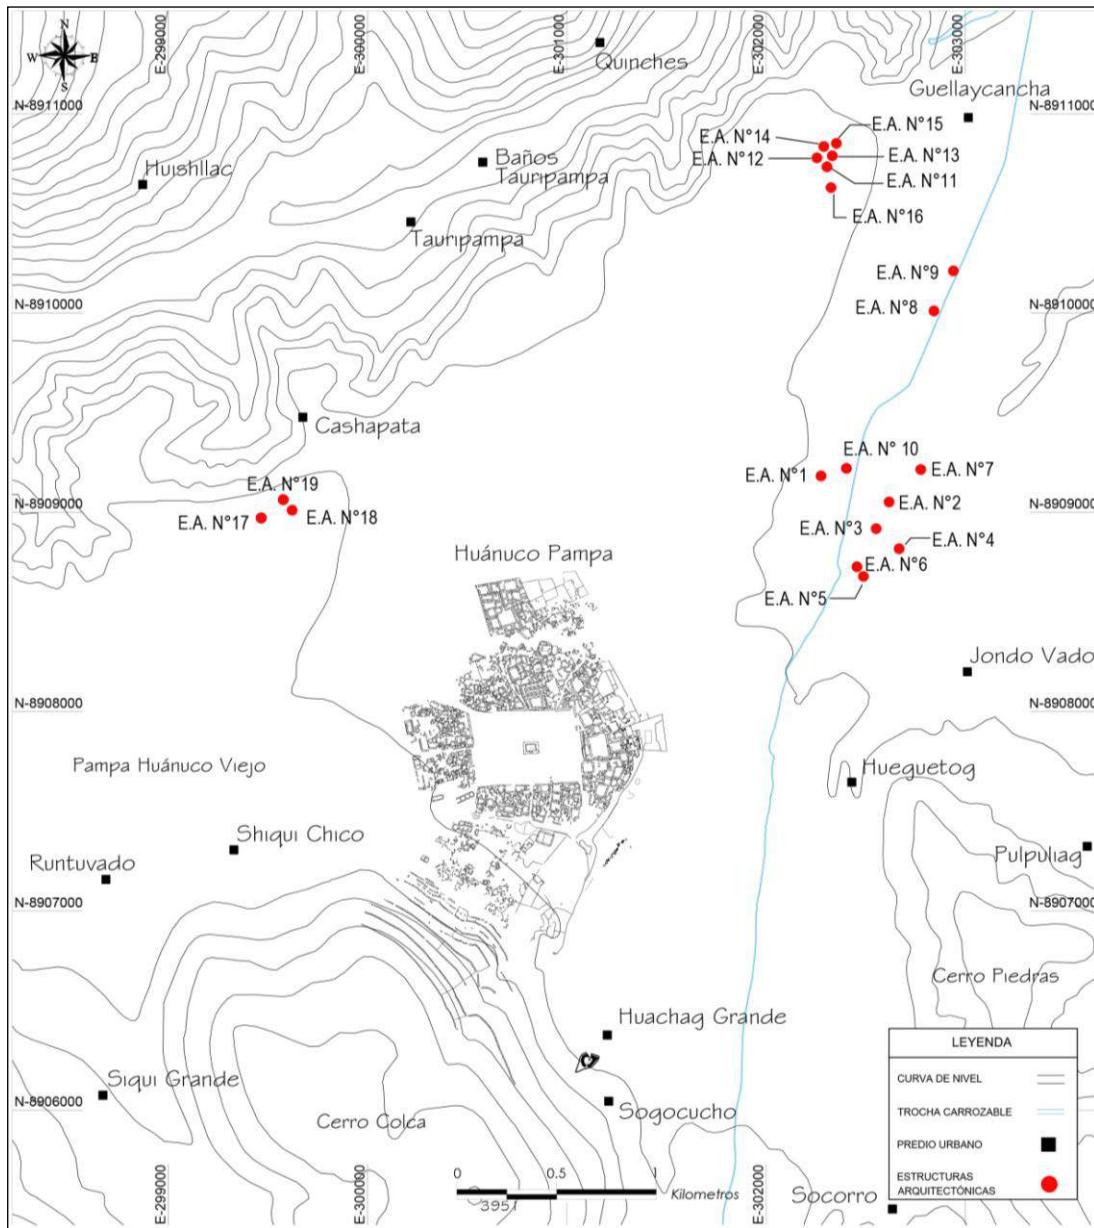 N
W E
S
E-299000
E-300000
E-301000
E-302000
E-303000
Quinches
Guellaycancha
N-8911000
N-8911000
E.A. N°15
E.A. N°14
E.A. N°12
E.A. N°13
E.A. N°11
E.A. N°16
Huishllac
Baños
Tauripampa
Tauripampa
E.A. N°9
E.A. N°8
N-8910000
N-8910000
Cashapata
E.A. N° 10
E.A. N°1
E.A. N°7
E.A. N°19
E.A. N°2
N-8909000
N-8909000
E.A. N°17
E.A. N°18
E.A. N°3
E.A. N°4
Huánuco Pampa
E.A. N°6
E.A. N°5
Jondo Vado
N-8908000
N-8908000
Pampa Huánuco Viejo
Hueguetog
Shiqui Chico
Pulpuliag
Runtuvado
N-8907000
N-8907000
Cerro Piedras
Huachag Grande
Siqui Grande
N-8906000
Sogocucho
Cerro Colca
LEYENDA
CURVA DE NIVEL
TROCHA CARROZABLE
PREDIO URBANO
ESTRUCTURAS
ARQUITECTÓNICAS
0 0.5 1
Kilometros
3951
Socorro
E-299000
E-300000
E-302000